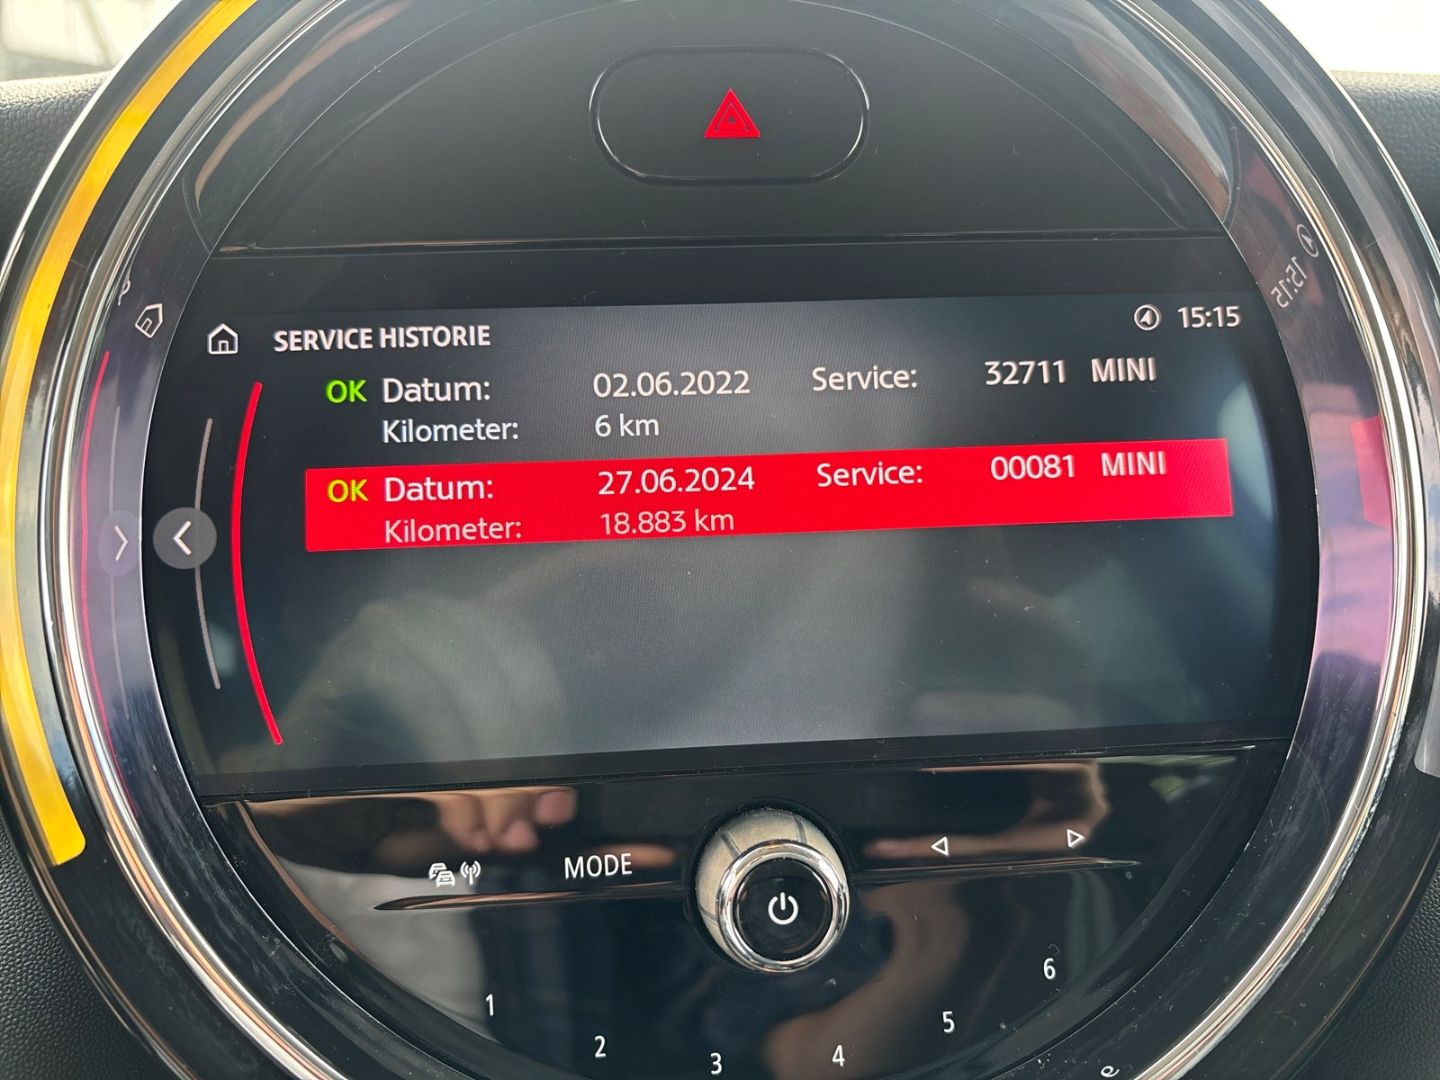 SERVICE HISTORIE 15:15
OK Datum: 02.06.2022 Service: 32711 MINI
Kilometer: 6 km
OK Datum: 27.06.2024 Service: 00081 MINI
Kilometer: 18.883 km
MODE
1 2 3 4 5 6